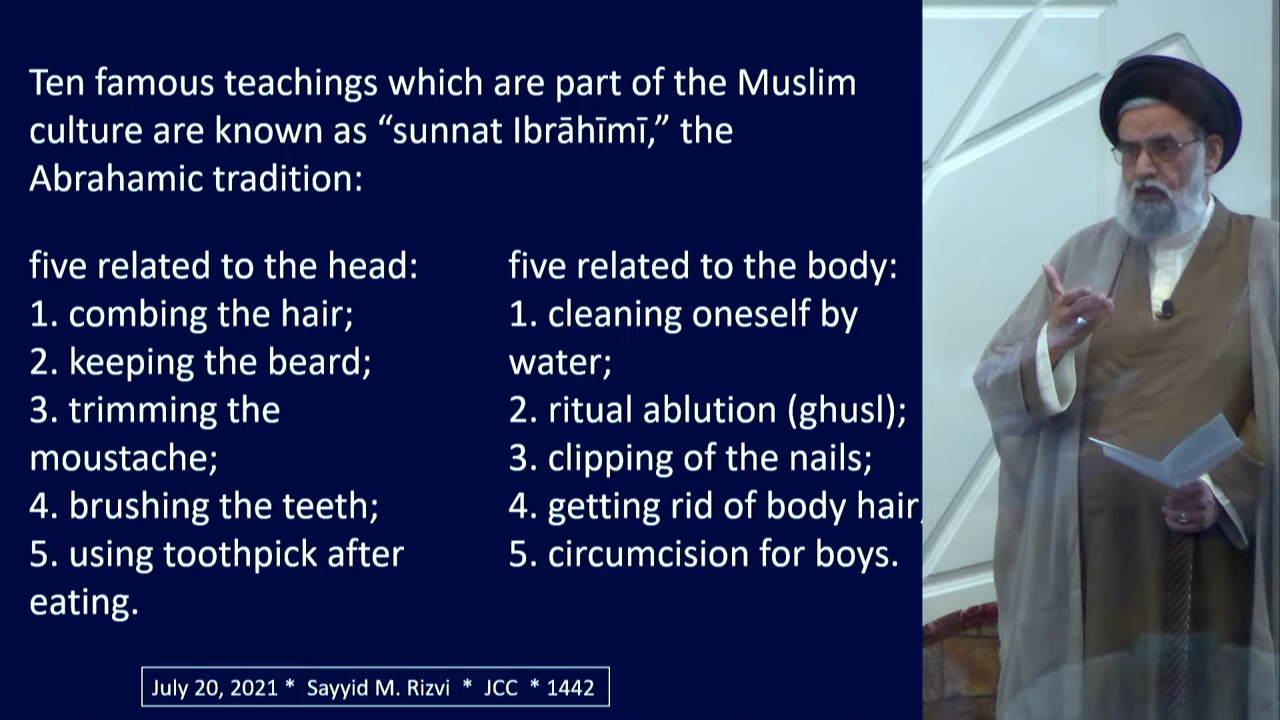 Ten famous teachings which are part of the Muslim
culture are known as “sunnat Ibrāhīmī,” the
Abrahamic tradition:
five related to the head:
1. combing the hair;
2. keeping the beard;
3. trimming the
moustache;
4. brushing the teeth;
5. using toothpick after
eating.
five related to the body:
1. cleaning oneself by
water;
2. ritual ablution (ghusl);
3. clipping of the nails;
4. getting rid of body hair;
5. circumcision for boys.
July 20, 2021 * Sayyid M. Rizvi * JCC * 1442